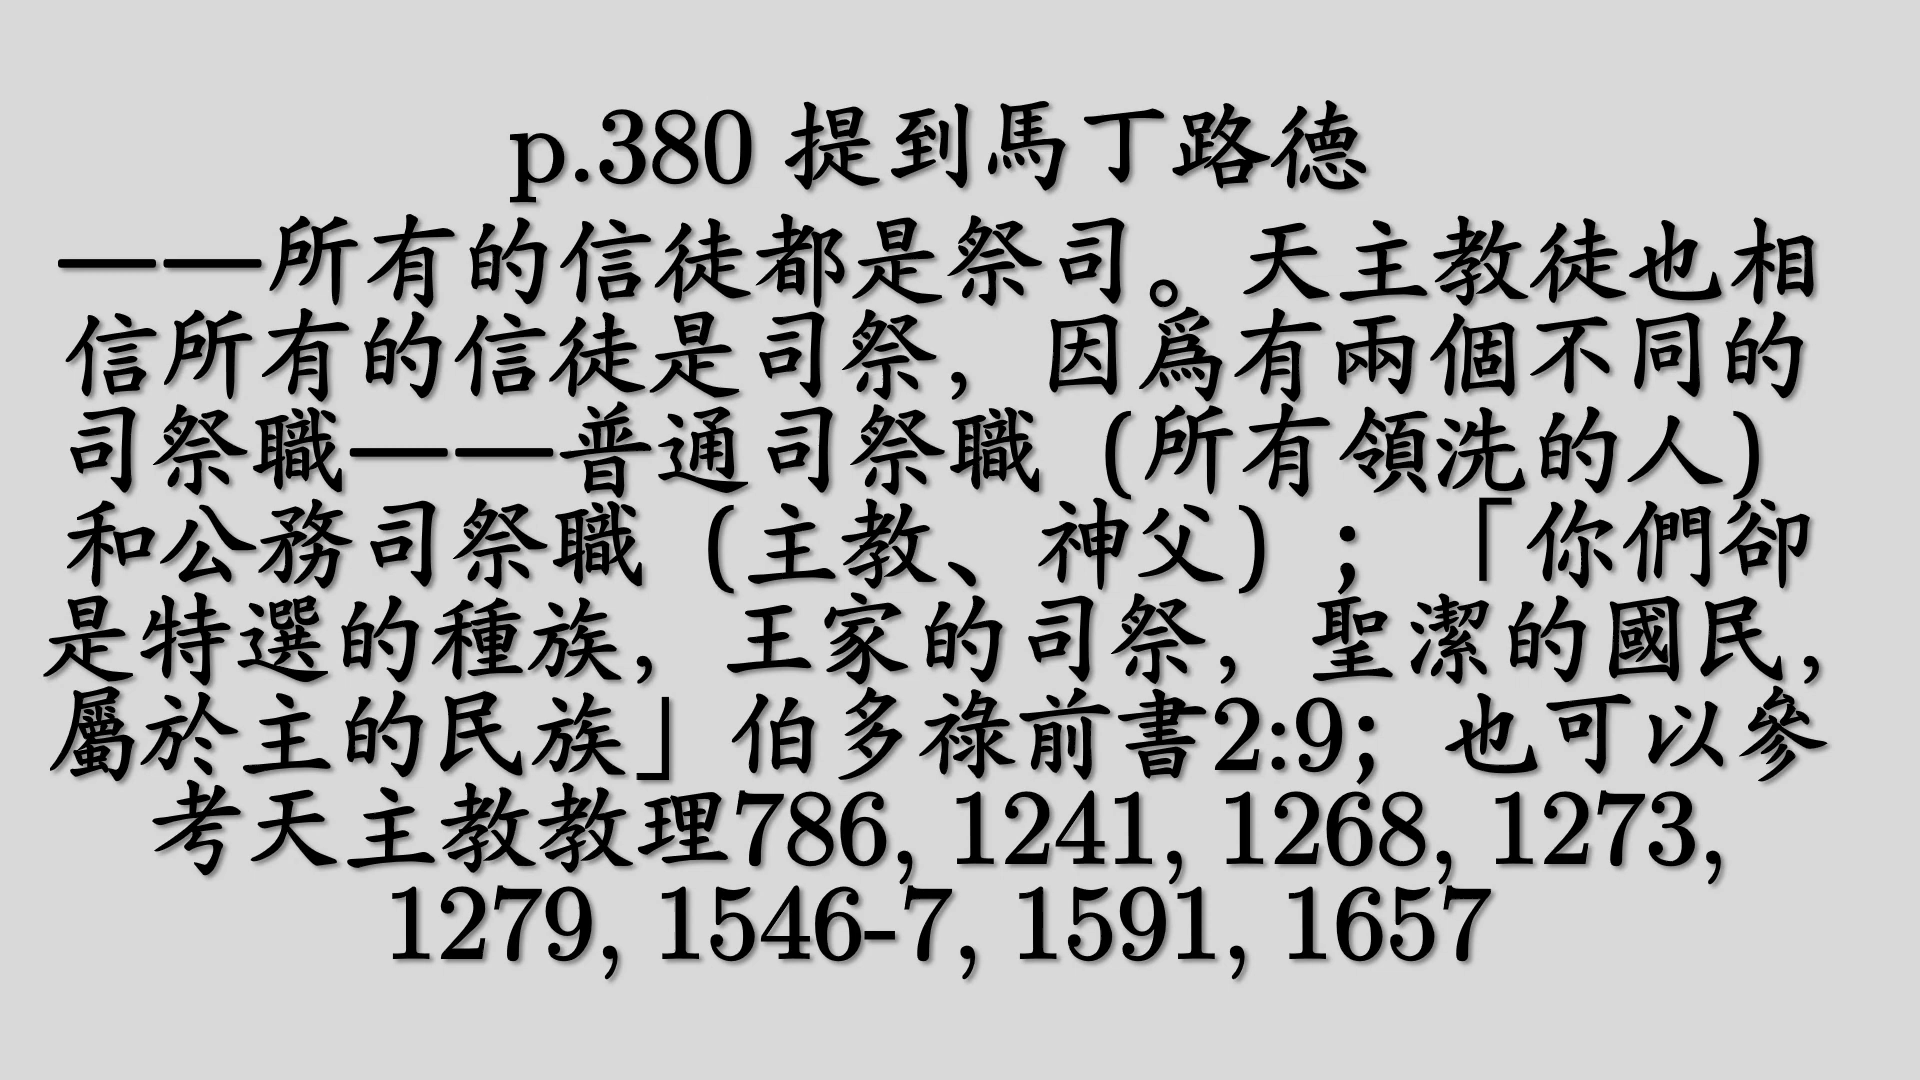 p.380 提到馬丁路德
——所有的信徒都是祭司。天主教徒也相
信所有的信徒是司祭，因爲有兩個不同的
司祭職——普通司祭職（所有領洗的人）
和公務司祭職（主教、神父）；「你們卻
是特選的種族，王家的司祭，聖潔的國民，
屬於主的民族」伯多祿前書2:9；也可以參
考天主教教理786, 1241, 1268, 1273,
1279, 1546-7, 1591, 1657